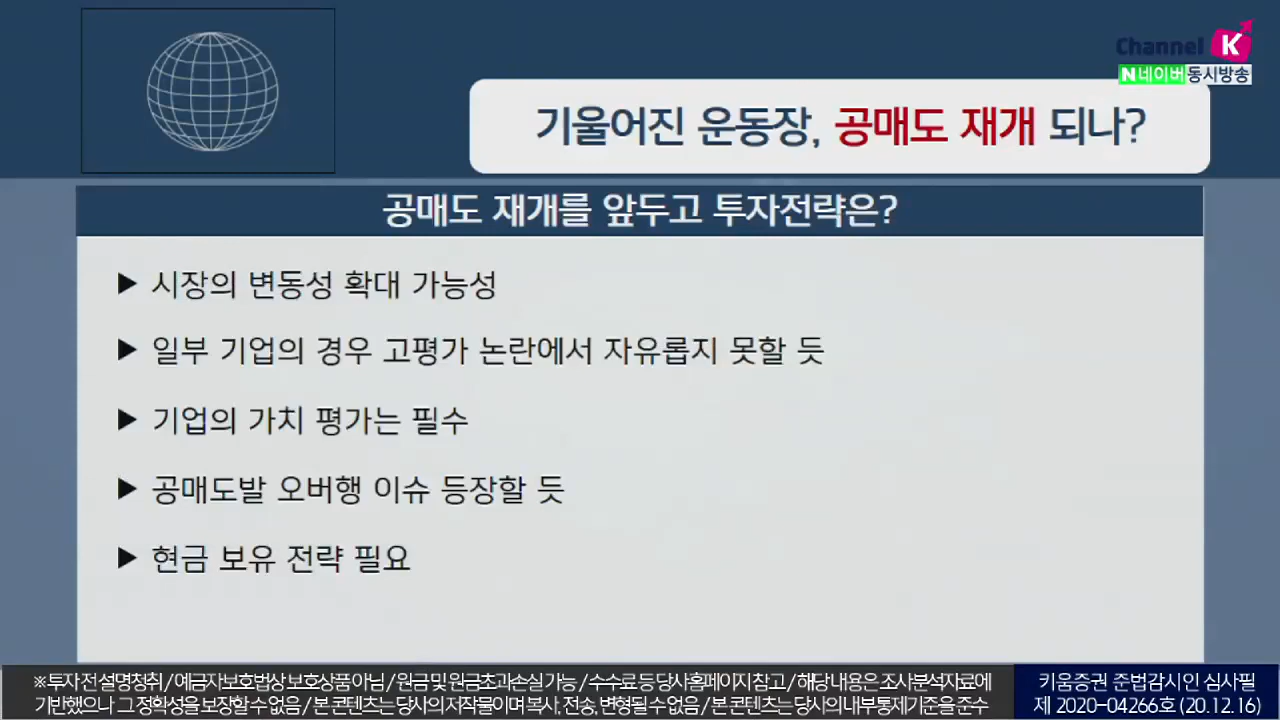 Channel K
N네이버동시방송
기울어진 운동장, 공매도 재개 되나?
공매도 재개를 앞두고 투자전략은?
▶ 시장의 변동성 확대 가능성
▶ 일부 기업의 경우 고평가 논란에서 자유롭지 못할 듯
▶ 기업의 가치 평가는 필수
▶ 공매도발 오버행 이슈 등장할 듯
▶ 현금 보유 전략 필요
※투자 전 설명청취 / 예금자보호법상 보호상품 아님 / 원금 및 원금초과손실 가능 / 수수료 등 당사홈페이지 참고 / 해당 내용은 조사분석자료에
기반했으나 그 정확성을 보장할 수 없음 / 본 콘텐츠는 당사의 저작물이며 복사, 전송, 변형될 수 없음 / 본 콘텐츠는 당사의 내부통제기준을 준수
키움증권 준법감시인 심사필
제 2020-04266호 (20.12.16)